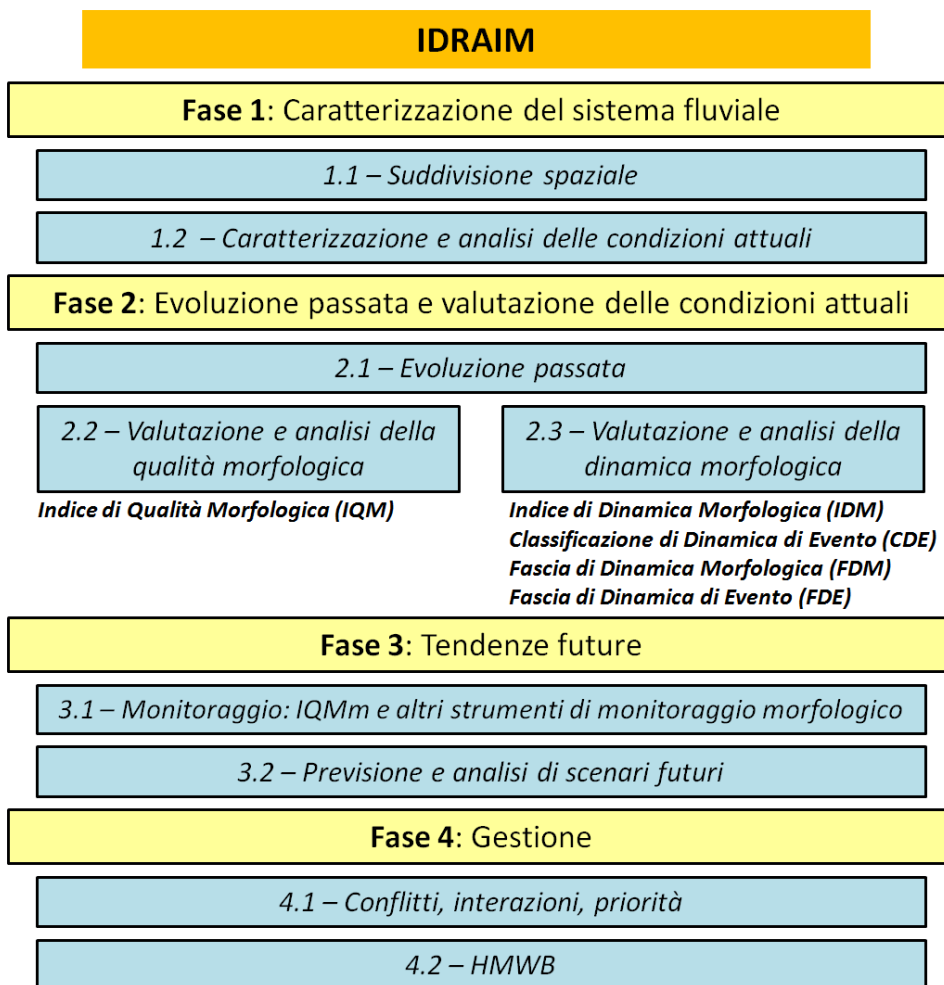 IDRAIM
Fase 1: Caratterizzazione del sistema fluviale
1.1 – Suddivisione spaziale
1.2 – Caratterizzazione e analisi delle condizioni attuali
Fase 2: Evoluzione passata e valutazione delle condizioni attuali
2.1 – Evoluzione passata
2.2 – Valutazione e analisi della
qualità morfologica
Indice di Qualità Morfologica (IQM)
2.3 – Valutazione e analisi della
dinamica morfologica
Indice di Dinamica Morfologica (IDM)
Classificazione di Dinamica di Evento (CDE)
Fascia di Dinamica Morfologica (FDM)
Fascia di Dinamica di Evento (FDE)
Fase 3: Tendenze future
3.1 – Monitoraggio: IQMm e altri strumenti di monitoraggio morfologico
3.2 – Previsione e analisi di scenari futuri
Fase 4: Gestione
4.1 – Conflitti, interazioni, priorità
4.2 – HMWB